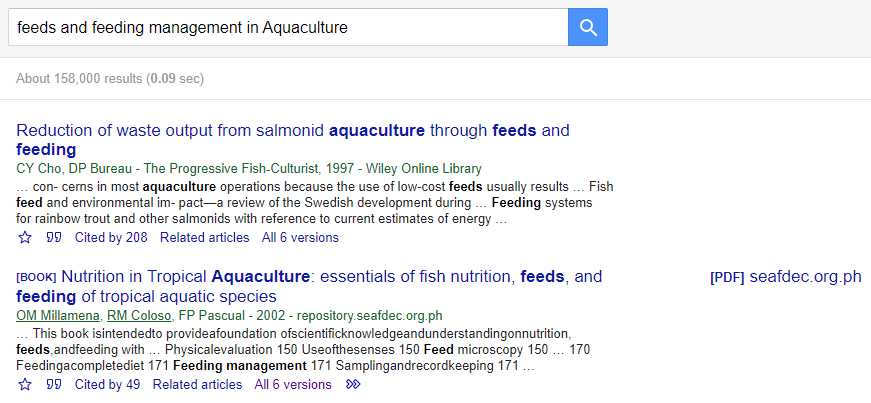 feeds and feeding management in Aquaculture
About 158,000 results (0.09 sec)
Reduction of waste output from salmonid aquaculture through feeds and
feeding
CY Cho, DP Bureau - The Progressive Fish-Culturist, 1997 - Wiley Online Library
... con- cerns in most aquaculture operations because the use of low-cost feeds usually results ... Fish
feed and environmental im- pact—a review of the Swedish development during ... Feeding systems
for rainbow trout and other salmonids with reference to current estimates of energy ...
Cited by 208 Related articles All 6 versions
[BOOK] Nutrition in Tropical Aquaculture: essentials of fish nutrition, feeds, and
feeding of tropical aquatic species
[PDF] seafdec.org.ph
OM Millamena, RM Coloso, FP Pascual - 2002 - repository.seafdec.org.ph
... This book isintendedto provideafoundation ofscientificknowledgeandunderstandingonnutrition,
feeds,andfeeding with ... Physicalevaluation 150 Useofthesenses 150 Feed microscopy 150 ... 170
Feedingacompletediet 171 Feeding management 171 Samplingandrecordkeeping 171 ...
Cited by 49 Related articles All 6 versions